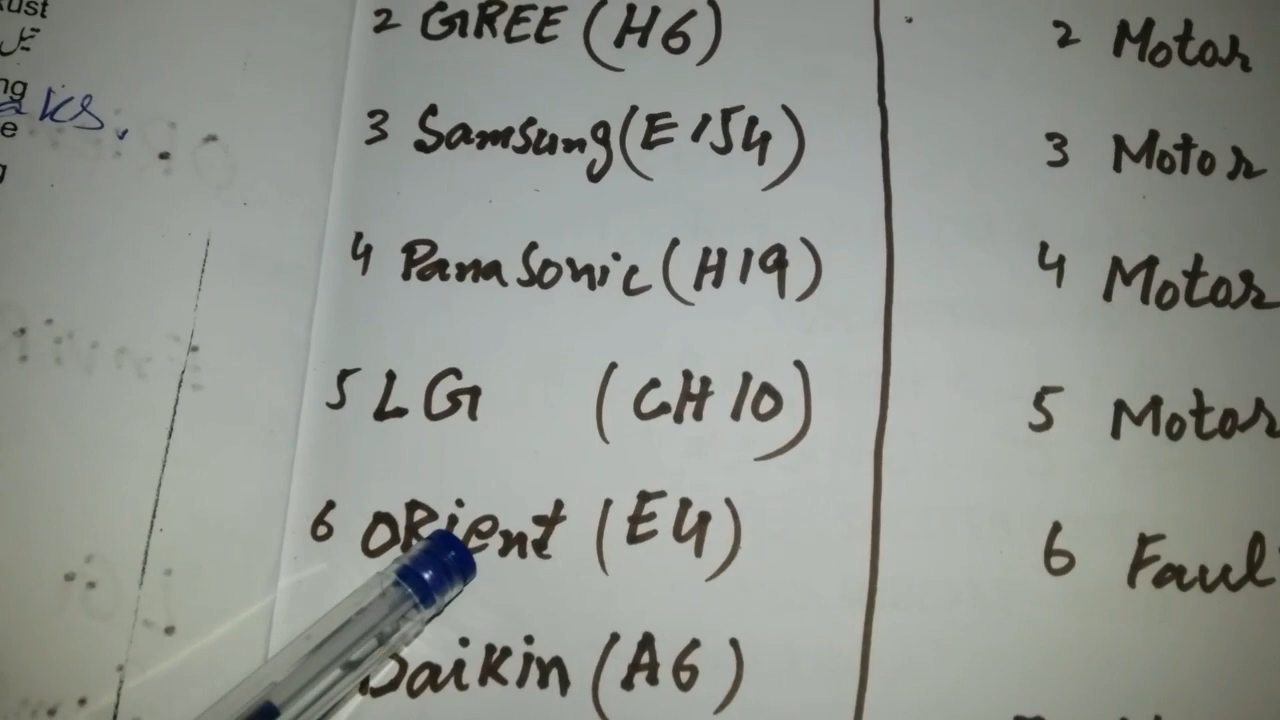 2 GREE (H6)
3 Samsung (E154)
4 Panasonic (H19)
5 LG (CH10)
6 ORient (E4)
Daikin (A6)
2 Motor
3 Motor
4 Motor
5 Motor
6 Faul